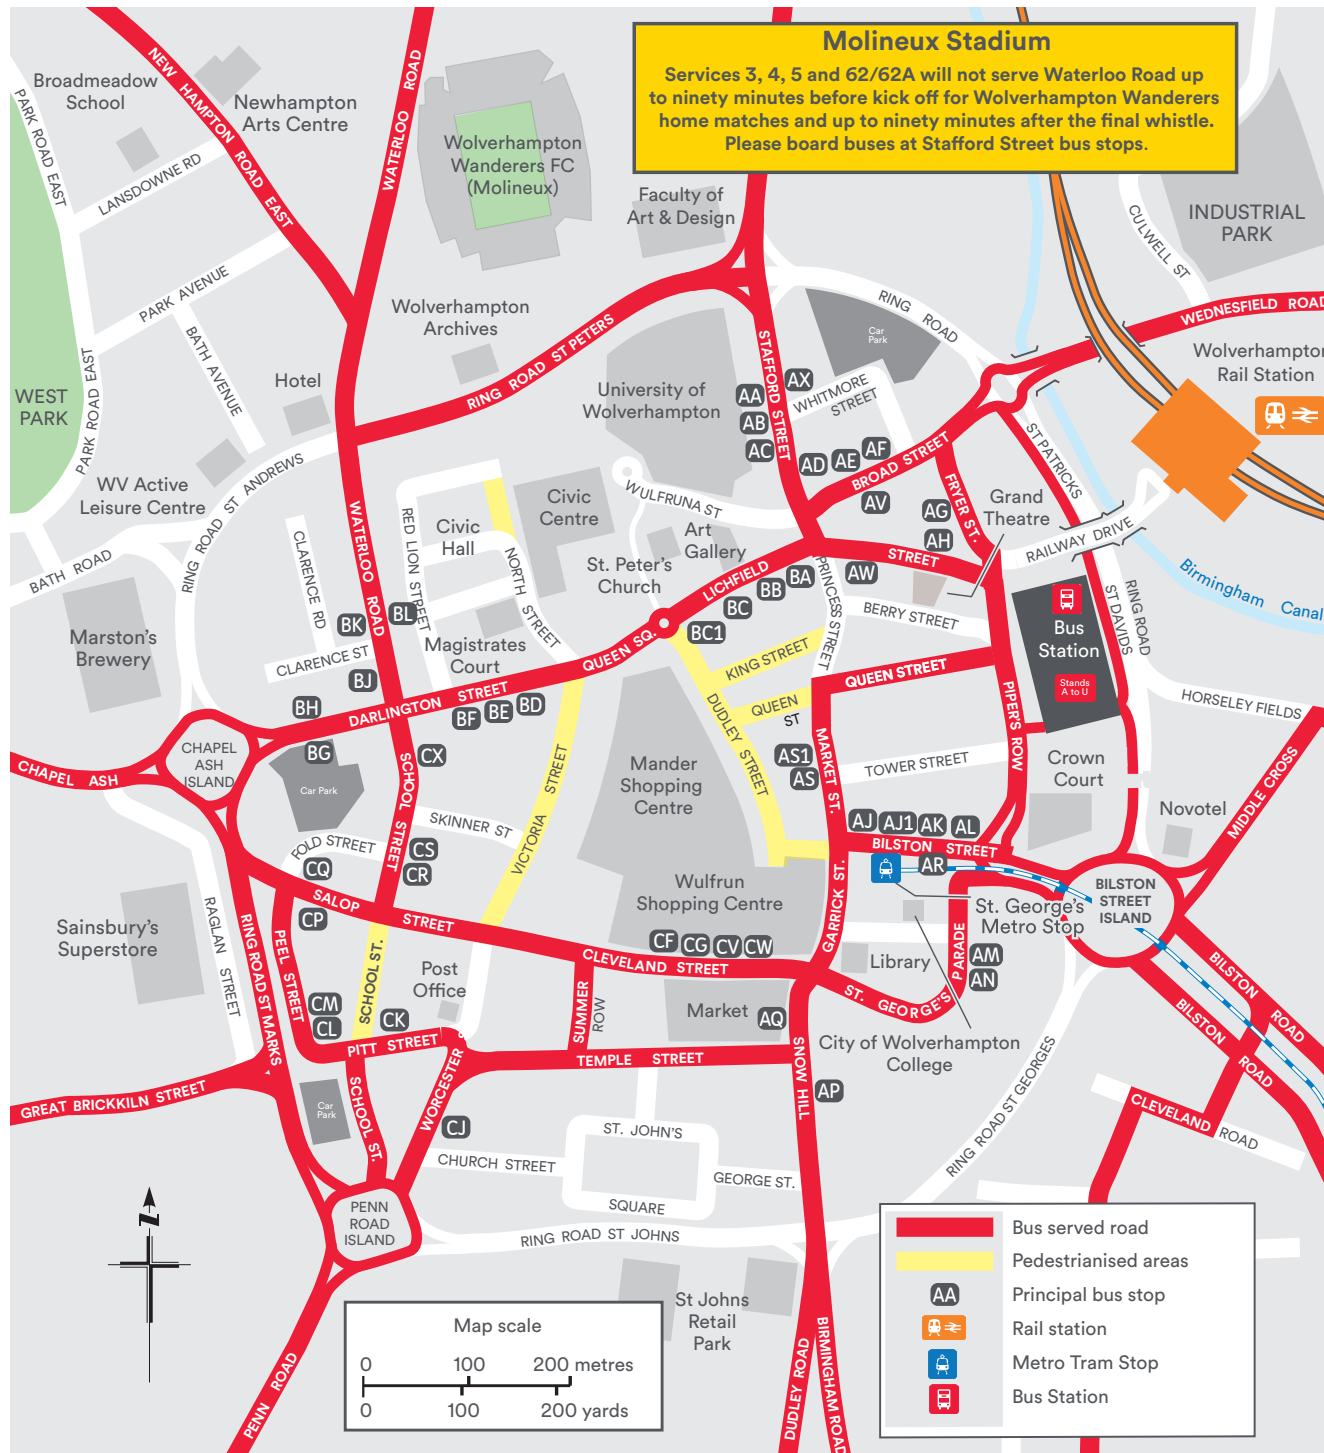 Molineux Stadium
Services 3, 4, 5 and 62/62A will not serve Waterloo Road up
to ninety minutes before kick off for Wolverhampton Wanderers
home matches and up to ninety minutes after the final whistle.
Please board buses at Stafford Street bus stops.
Broadmeadow
School
NEW HAMPTON ROAD EAST
Newhampton
Arts Centre
WATERLOO ROAD
Wolverhampton
Wanderers FC
(Molineux)
Faculty of
Art & Design
CULWELL ST
INDUSTRIAL
PARK
PARK ROAD EAST
LANSDOWNE RD
PARK AVENUE
BATH AVENUE
Wolverhampton
Archives
RING ROAD ST PETERS
RING ROAD
Car
Park
WEDNESFIELD ROAD
Wolverhampton
Rail Station
WEST
PARK
PARK ROAD EAST
Hotel
University of
Wolverhampton
STAFFORD STREET
AA
AX
AB
AC
WHITMORE
STREET
AD
AE
AF
BROAD STREET
AV
FRYER ST.
AG
AH
Grand
Theatre
ST PATRICKS
RAILWAY DRIVE
Birmingham Canal
WV Active
Leisure Centre
RING ROAD ST ANDREWS
BATH ROAD
CLARENCE RD
WATERLOO ROAD
RED LION STREET
Civic
Hall
Civic
Centre
NORTH STREET
WULFRUNA ST
Art
Gallery
St. Peter's
Church
LICHFIELD
STREET
BA
BB
BC
BC1
AW
PRINCESS STREET
BERRY STREET
Bus
Station
Stands
A to U
RING ROAD
ST DAVIDS
Marston's
Brewery
BK
BL
CLARENCE ST
BJ
Magistrates
Court
QUEEN SQ.
KING STREET
QUEEN STREET
QUEEN
ST
DUDLEY STREET
HORSELEY FIELDS
BH
DARLINGTON STREET
BF
BE
BD
BG
CHAPEL
ASH
ISLAND
CHAPEL ASH
Car Park
SCHOOL STREET
CX
VICTORIA STREET
Mander
Shopping
Centre
AS1
AS
MARKET ST.
TOWER STREET
PIPER'S ROW
Crown
Court
Novotel
MIDDLE CROSS
SKINNER ST
FOLD STREET
CQ
CS
CR
AJ
AJ1
AK
AL
BILSTON STREET
AR
BILSTON
STREET
ISLAND
St. George's
Metro Stop
Sainsbury's
Superstore
RAGLAN STREET
RING ROAD ST MARKS
SALOP STREET
CP
PEEL STREET
SCHOOL ST.
Wulfrun
Shopping Centre
CF
CG
CV
CW
CLEVELAND STREET
GARRICK ST.
Library
ST. GEORGE'S
PARADE
AM
AN
BILSTON ROAD
BILSTON ROAD
Post
Office
SUMMER
ROW
Market
AQ
CM
CL
CK
PITT STREET
TEMPLE STREET
SNOW HILL
City of Wolverhampton
College
GREAT BRICKKILN STREET
Car
Park
SCHOOL ST.
WORCESTER
CJ
AP
RING ROAD ST GEORGES
CLEVELAND ROAD
ST. JOHN'S
SQUARE
CHURCH STREET
GEORGE ST.
PENN
ROAD
ISLAND
RING ROAD ST JOHNS
St Johns
Retail
Park
PENN ROAD
DUDLEY ROAD
BIRMINGHAM ROAD
N
Map scale
0 100 200 metres
0 100 200 yards
Bus served road
Pedestrianised areas
AA
Principal bus stop
Rail station
Metro Tram Stop
Bus Station